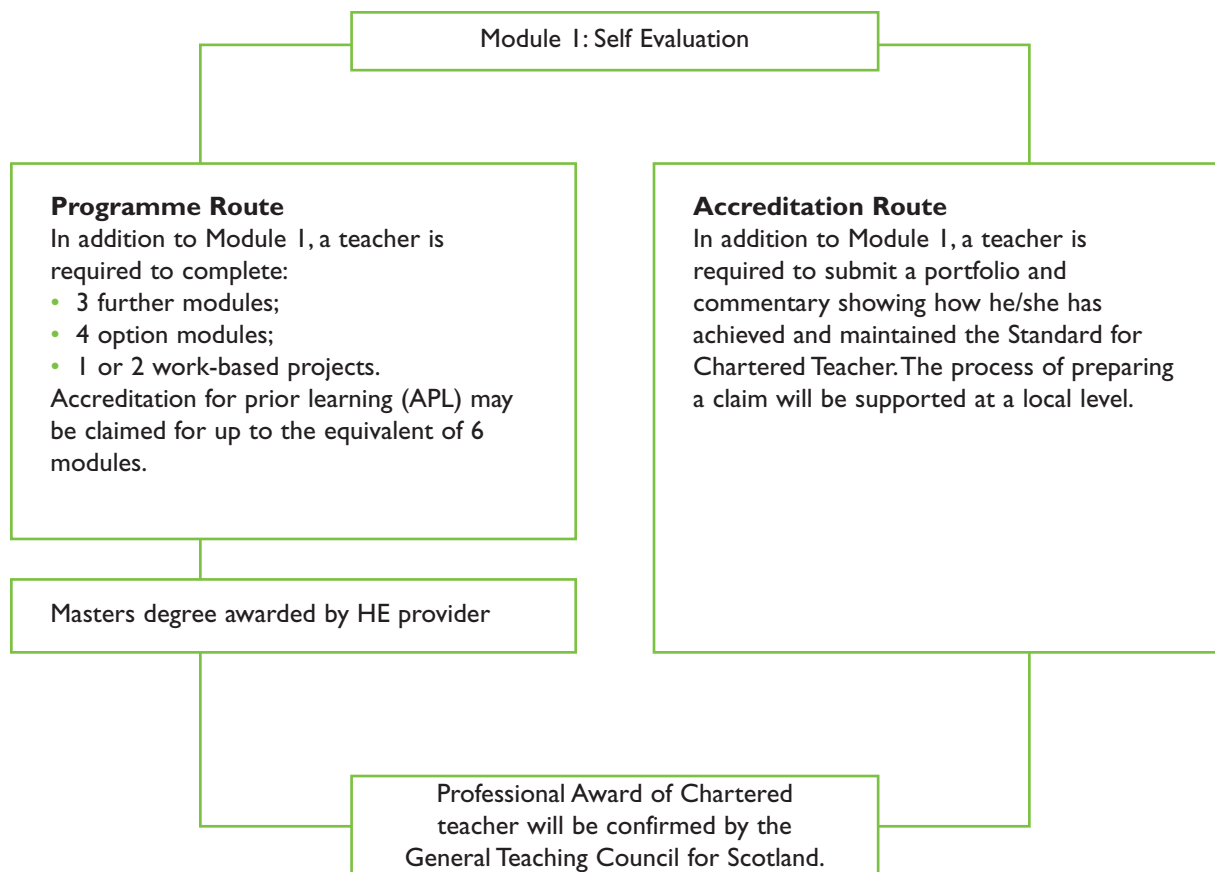 Module 1: Self Evaluation
Programme Route
In addition to Module 1, a teacher is
required to complete:
• 3 further modules;
• 4 option modules;
• 1 or 2 work-based projects.
Accreditation for prior learning (APL) may
be claimed for up to the equivalent of 6
modules.
Accreditation Route
In addition to Module 1, a teacher is
required to submit a portfolio and
commentary showing how he/she has
achieved and maintained the Standard for
Chartered Teacher. The process of preparing
a claim will be supported at a local level.
Masters degree awarded by HE provider
Professional Award of Chartered
teacher will be confirmed by the
General Teaching Council for Scotland.